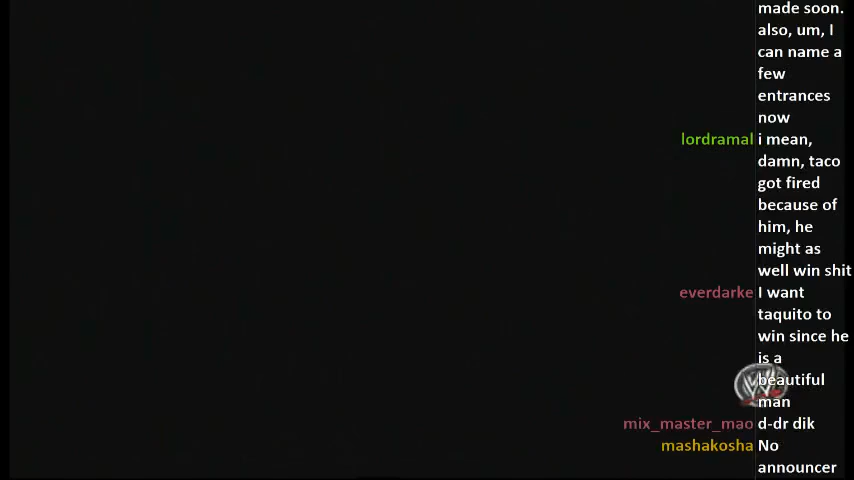 made soon.
also, um, I
can name a
few
entrances
now
lordramal i mean,
damn, taco
got fired
because of
him, he
might as
well win shit
everdarke I want
taquito to
win since he
is a
beautiful
man
mix_master_mao d-dr dik
mashakosha No
announcer